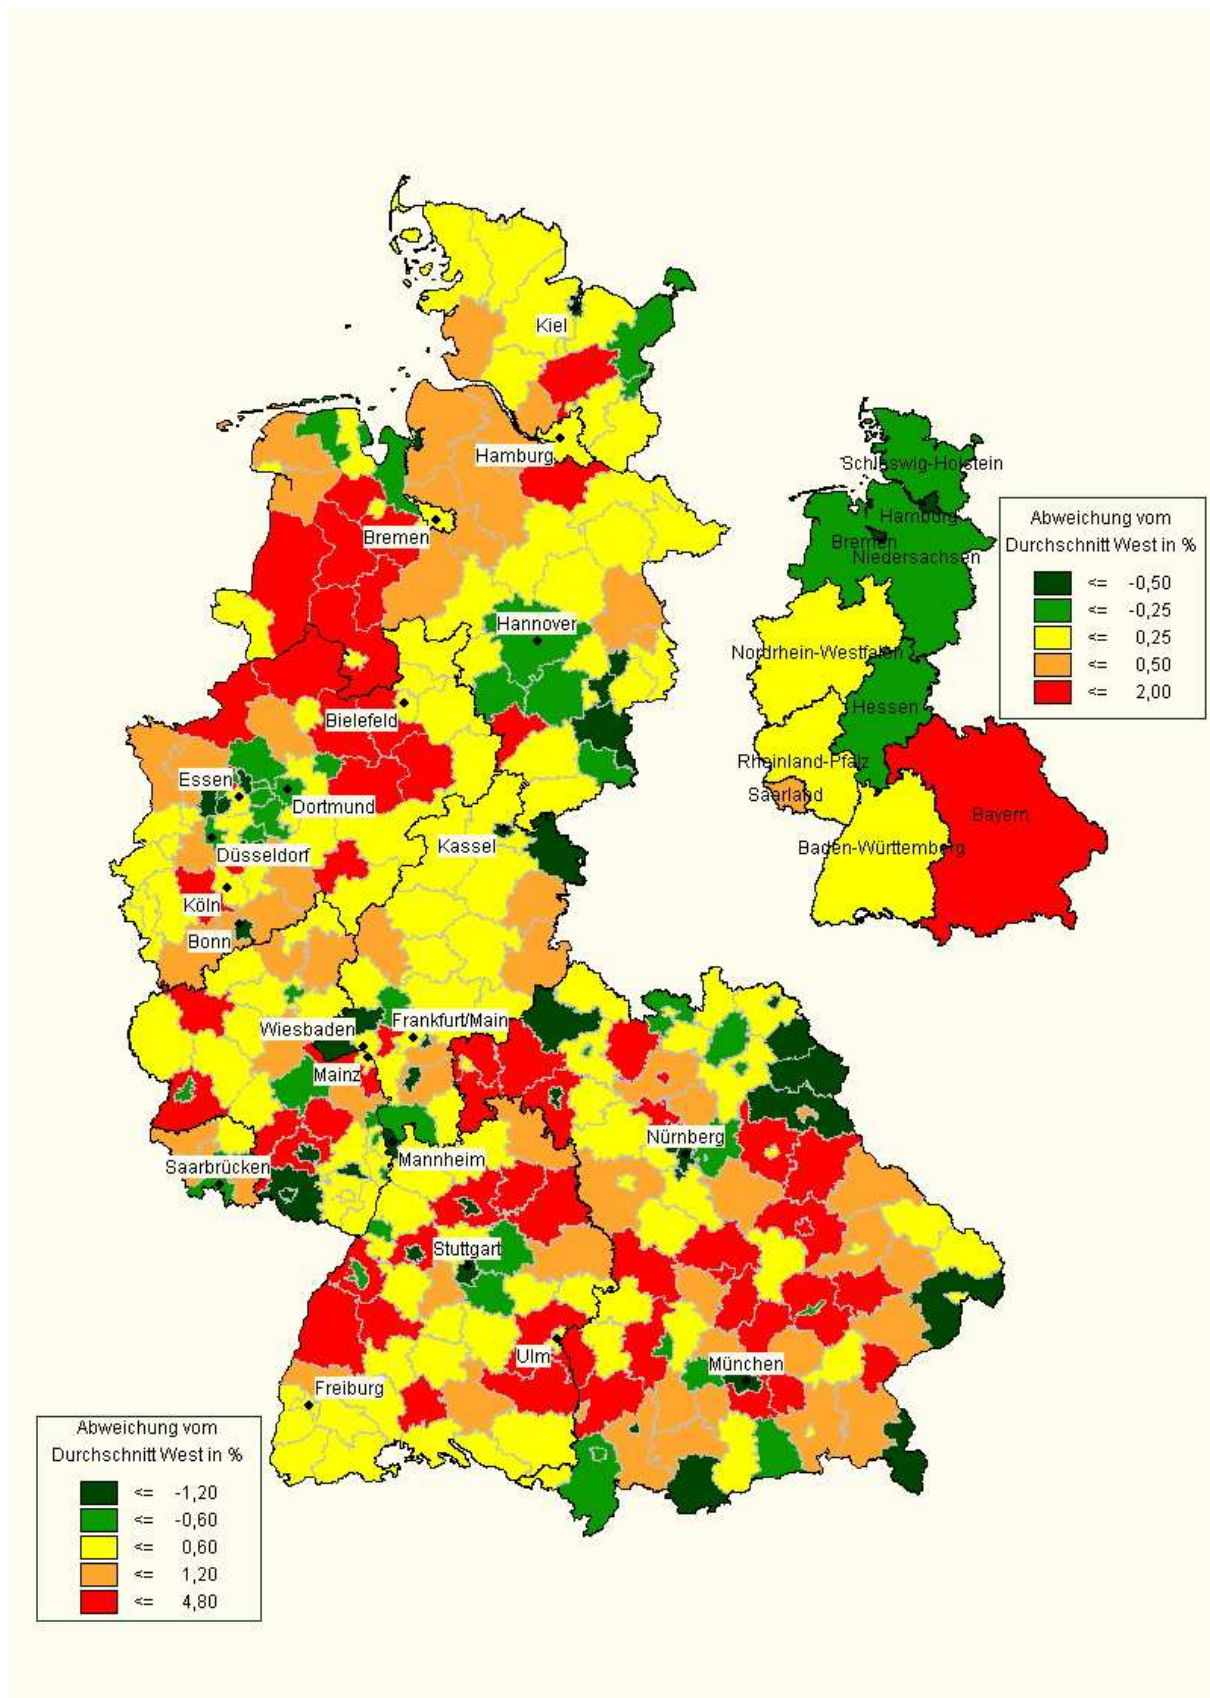 Kiel
Hamburg
Bremen
Hannover
Bielefeld
Essen
Dortmund
Düsseldorf
Kassel
Köln
Bonn
Wiesbaden
Frankfurt/Main
Mainz
Nürnberg
Saarbrücken
Mannheim
Stuttgart
Ulm
München
Freiburg
Schleswig-Holstein
Hamburg
Bremen
Niedersachsen
Nordrhein-Westfalen
Hessen
Rheinland-Pfalz
Saarland
Bayern
Baden-Württemberg
Abweichung vom
Durchschnitt West in %
<= -0,50
<= -0,25
<= 0,25
<= 0,50
<= 2,00
Abweichung vom
Durchschnitt West in %
<= -1,20
<= -0,60
<= 0,60
<= 1,20
<= 4,80